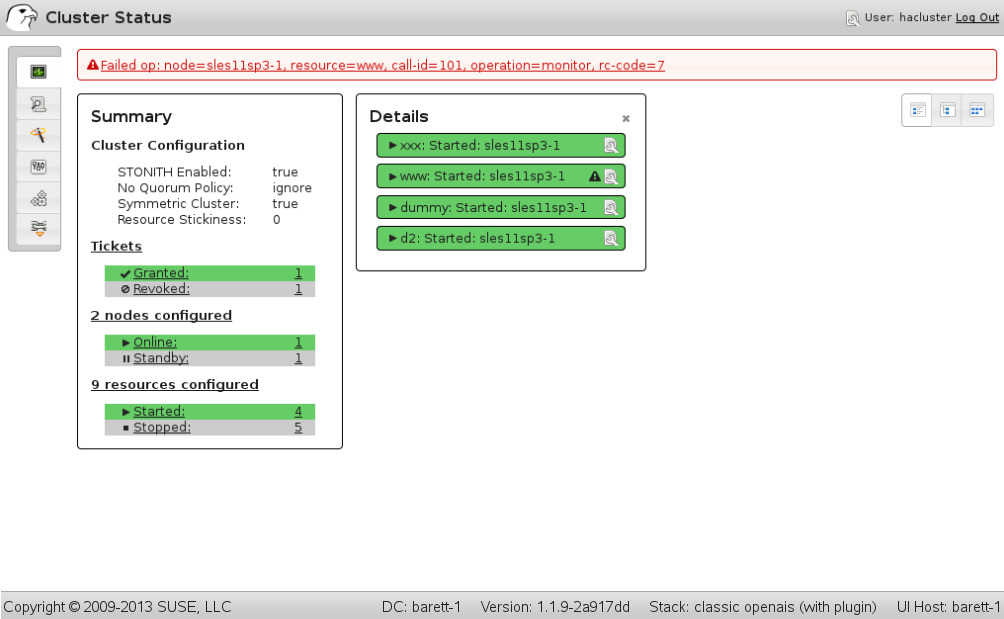 Cluster Status
User: hacluster Log Out
Failed op: node=sles11sp3-1, resource=www, call-id=101, operation=monitor, rc-code=7
Summary
Cluster Configuration
STONITH Enabled: true
No Quorum Policy: ignore
Symmetric Cluster: true
Resource Stickiness: 0
Tickets
Granted: 1
Revoked: 1
2 nodes configured
Online: 1
Standby: 1
9 resources configured
Started: 4
Stopped: 5
Details
xxx: Started: sles11sp3-1
www: Started: sles11sp3-1
dummy: Started: sles11sp3-1
d2: Started: sles11sp3-1
Copyright © 2009-2013 SUSE, LLC
DC: barett-1 Version: 1.1.9-2a917dd Stack: classic openais (with plugin) UI Host: barett-1